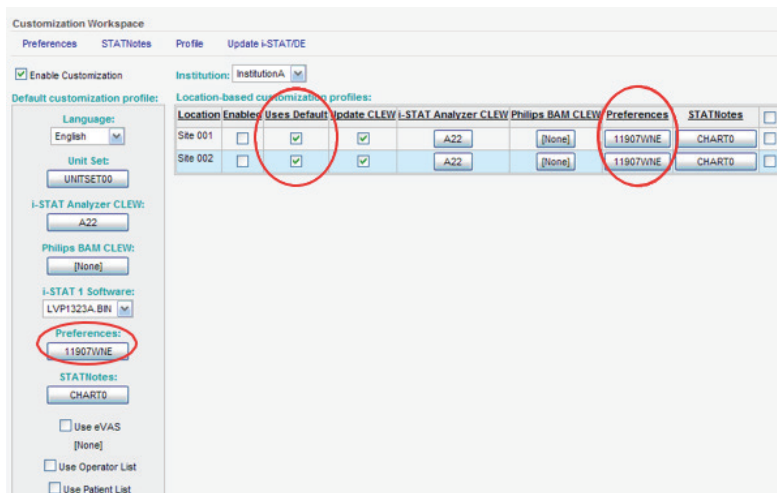 Customization Workspace
Preferences STATNotes Profile Update i-STAT/DE
Enable Customization
Institution: InstitutionA
Default customization profile:
Location-based customization profiles:
Language:
English
Unit Set:
UNITSET00
i-STAT Analyzer CLEW:
A22
Philips BAM CLEW:
[None]
i-STAT 1 Software:
LVP1323A.BIN
Preferences:
11907WNE
STATNotes:
CHART0
Use eVAS
[None]
Use Operator List
Use Patient List
Location Enabled Uses Default Update CLEW i-STAT Analyzer CLEW Philips BAM CLEW Preferences STATNotes
Site 001 A22 [None] 11907WNE CHART0
Site 002 A22 [None] 11907WNE CHART0